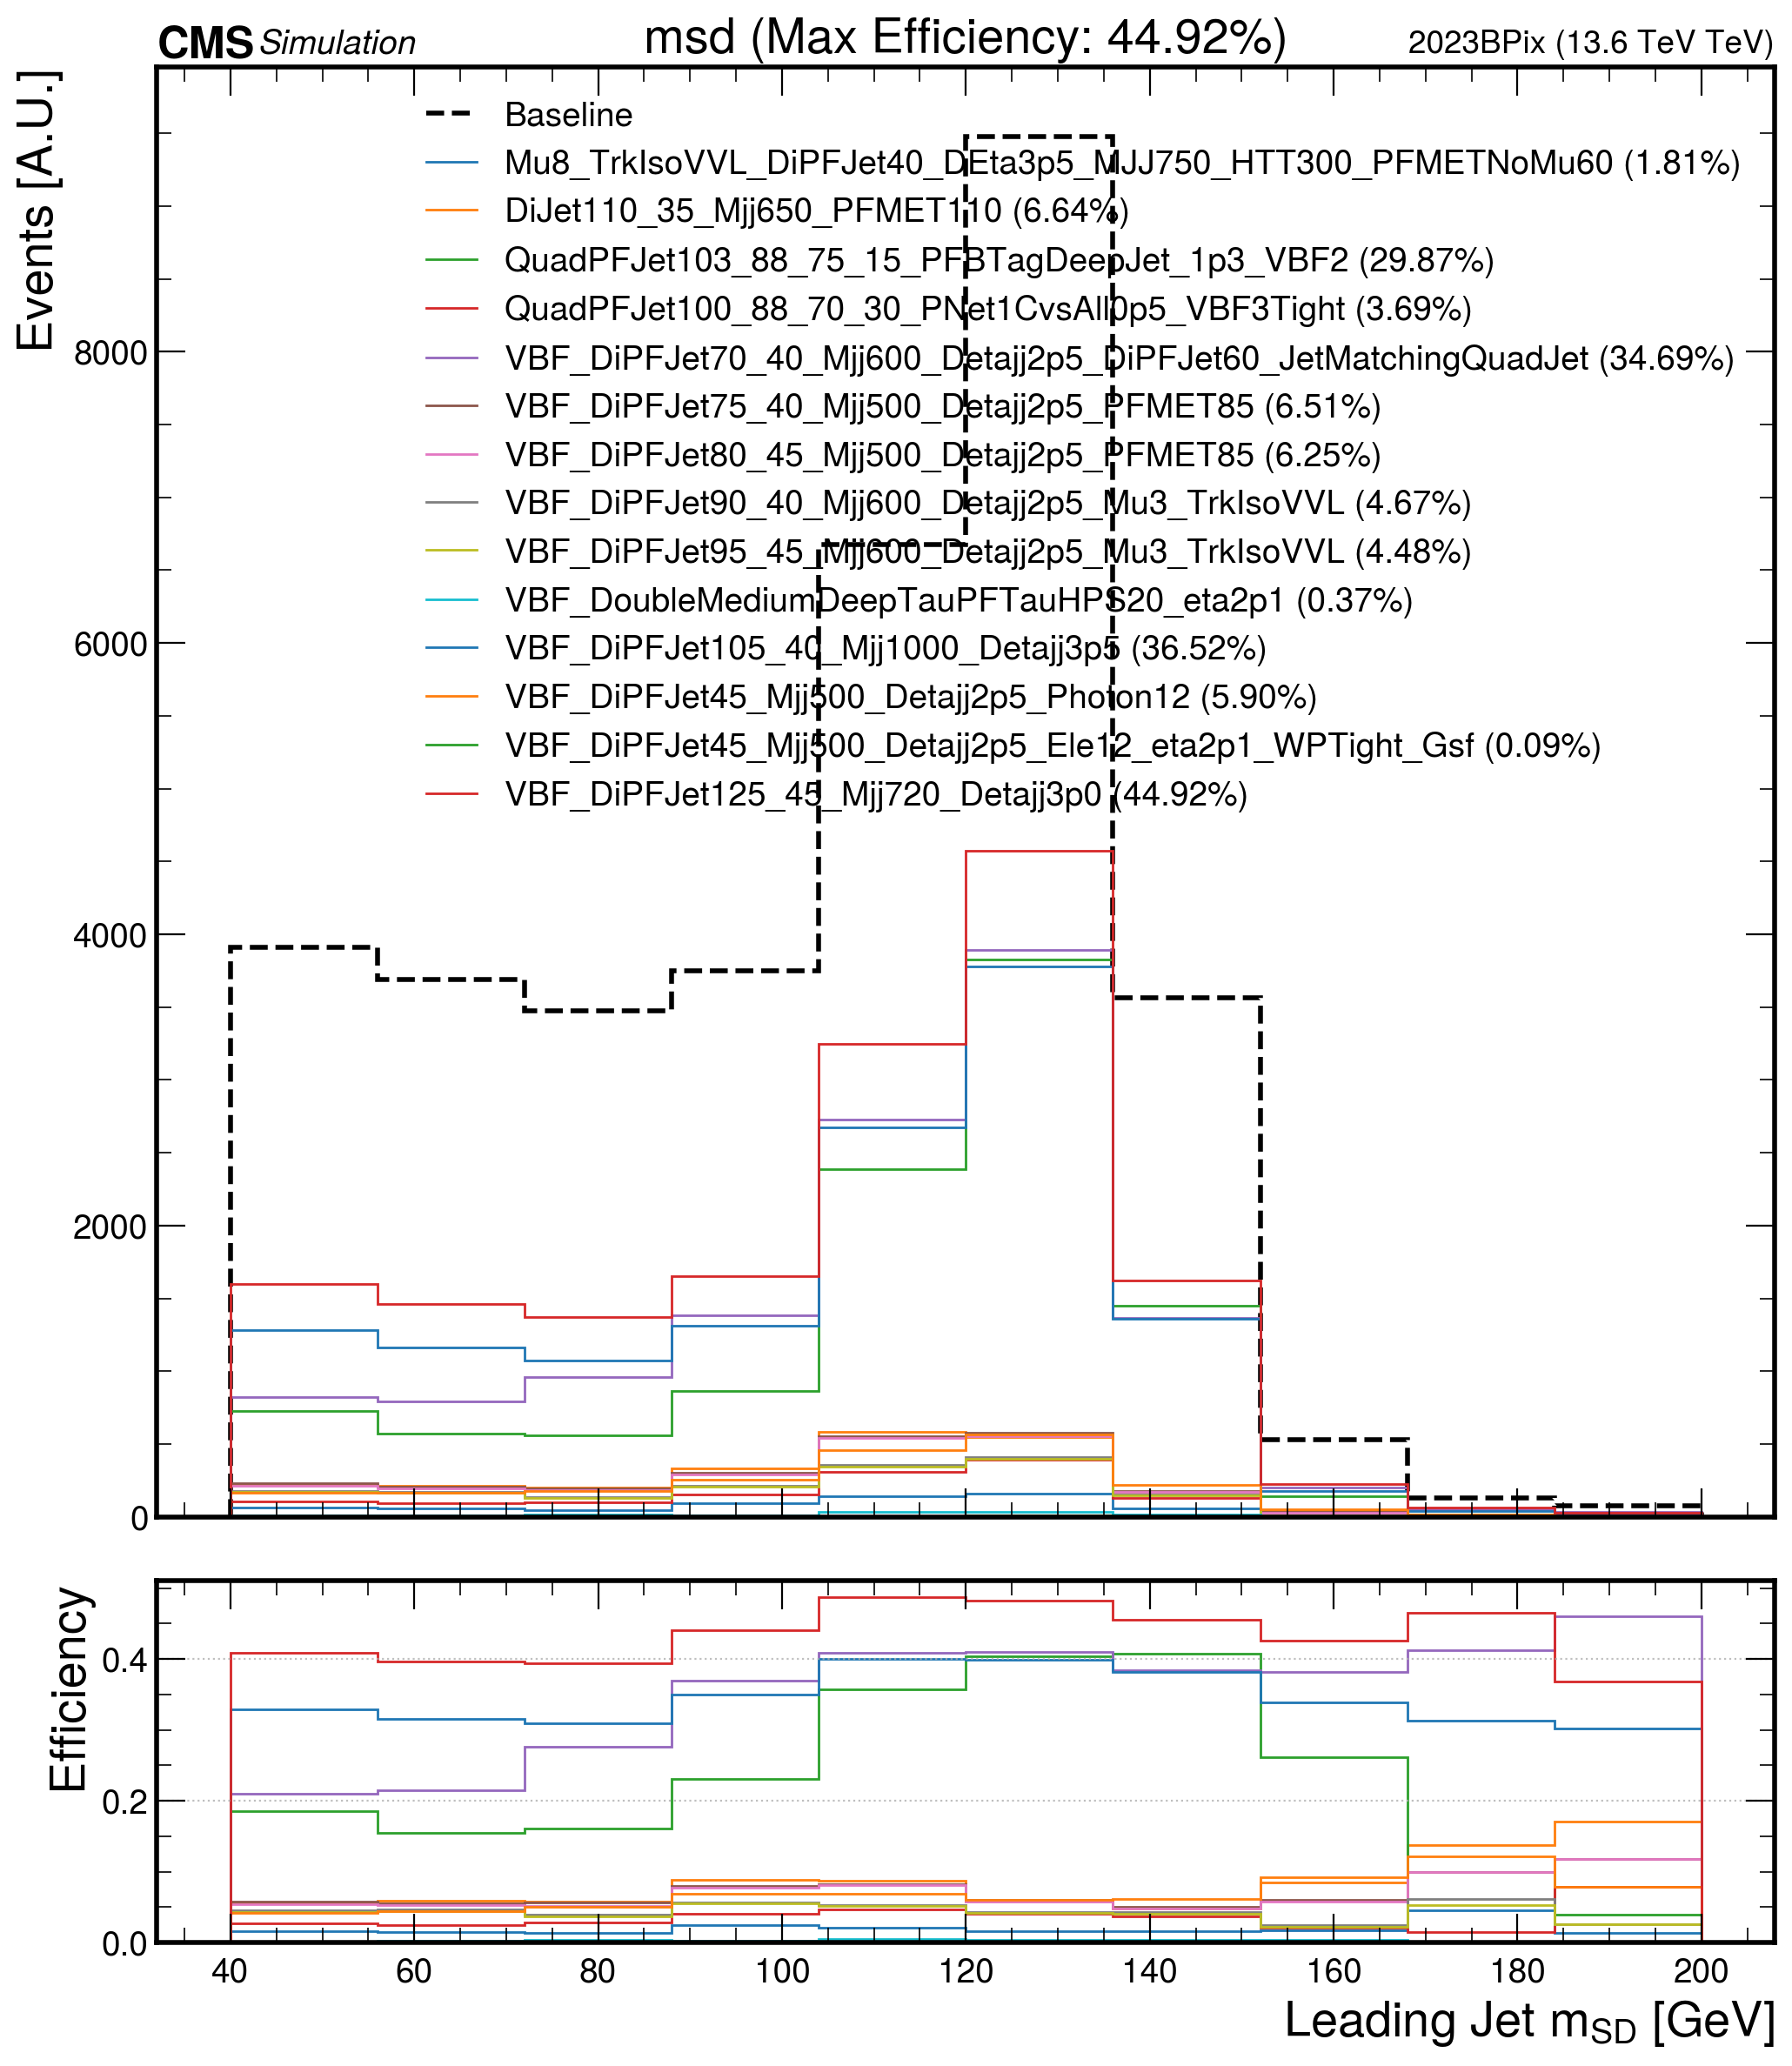 CMS Simulation msd (Max Efficiency: 44.92%) 2023BPix (13.6 TeV TeV)
Events [A.U.]
Baseline
Mu8_TrkIsoVVL_DiPFJet40_DEta3p5_MJJ750_HTT300_PFMETNoMu60 (1.81%)
DiJet110_35_Mjj650_PFMET110 (6.64%)
QuadPFJet103_88_75_15_PFBTagDeepJet_1p3_VBF2 (29.87%)
QuadPFJet100_88_70_30_PNet1CvsAll0p5_VBF3Tight (3.69%)
VBF_DiPFJet70_40_Mjj600_Detajj2p5_DiPFJet60_JetMatchingQuadJet (34.69%)
VBF_DiPFJet75_40_Mjj500_Detajj2p5_PFMET85 (6.51%)
VBF_DiPFJet80_45_Mjj500_Detajj2p5_PFMET85 (6.25%)
VBF_DiPFJet90_40_Mjj600_Detajj2p5_Mu3_TrkIsoVVL (4.67%)
VBF_DiPFJet95_45_Mjj600_Detajj2p5_Mu3_TrkIsoVVL (4.48%)
VBF_DoubleMediumDeepTauPFTauHPS20_eta2p1 (0.37%)
VBF_DiPFJet105_40_Mjj1000_Detajj3p5 (36.52%)
VBF_DiPFJet45_Mjj500_Detajj2p5_Photon12 (5.90%)
VBF_DiPFJet45_Mjj500_Detajj2p5_Ele12_eta2p1_WPTight_Gsf (0.09%)
VBF_DiPFJet125_45_Mjj720_Detajj3p0 (44.92%)
8000
6000
4000
2000
0
Efficiency
0.4
0.2
0.0
40 60 80 100 120 140 160 180 200
Leading Jet mSD [GeV]